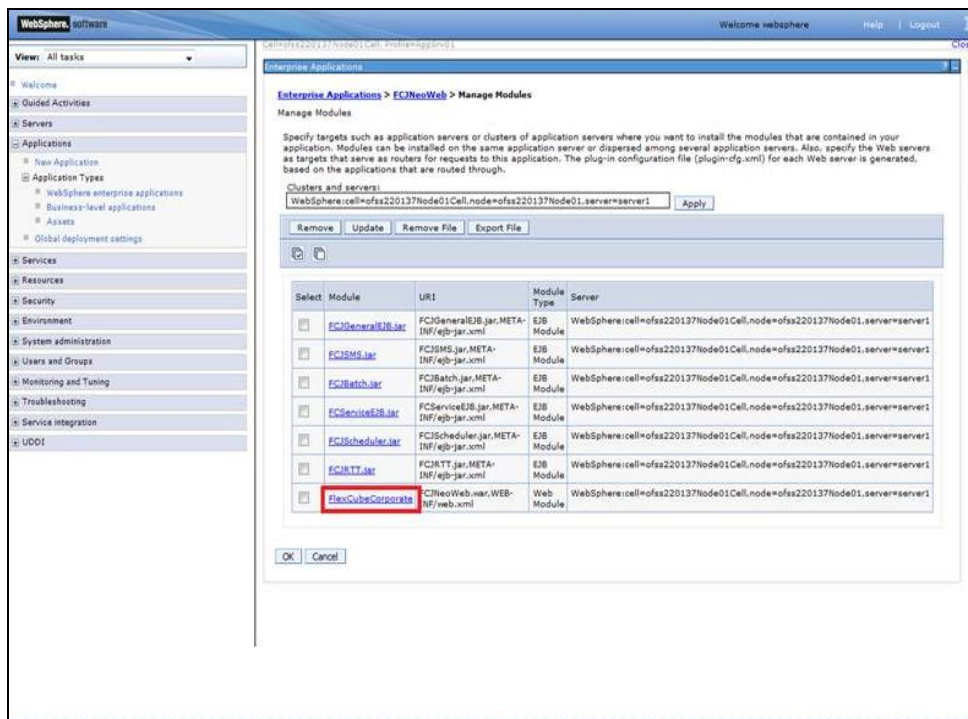 WebSphere. software
Welcome websphere
Help | Logout
Cell=ofss220137Node01Cell, Profile=AppSrv01
View: All tasks
Welcome
Guided Activities
Servers
Applications
New Application
Application Types
WebSphere enterprise applications
Business-level applications
Assets
Global deployment settings
Services
Resources
Security
Environment
System administration
Users and Groups
Monitoring and Tuning
Troubleshooting
Service integration
UDDI
Enterprise Applications
?
Enterprise Applications > FCJNeoWeb > Manage Modules
Manage Modules
Specify targets such as application servers or clusters of application servers where you want to install the modules that are contained in your
application. Modules can be installed on the same application server or dispersed among several application servers. Also, specify the Web servers
as targets that serve as routers for requests to this application. The plug-in configuration file (plugin-cfg.xml) for each Web server is generated,
based on the applications that are routed through.
Clusters and servers:
WebSphere:cell=ofss220137Node01Cell,node=ofss220137Node01,server=server1
Apply
Remove Update Remove File Export File
Select Module URI Module Type Server
FCJGeneralEJB.jar FCJGeneralEJB.jar,META-INF/ejb-jar.xml EJB Module WebSphere:cell=ofss220137Node01Cell,node=ofss220137Node01,server=server1
FCJSMS.jar FCJSMS.jar,META-INF/ejb-jar.xml EJB Module WebSphere:cell=ofss220137Node01Cell,node=ofss220137Node01,server=server1
FCJBatch.jar FCJBatch.jar,META-INF/ejb-jar.xml EJB Module WebSphere:cell=ofss220137Node01Cell,node=ofss220137Node01,server=server1
FCServiceEJB.jar FCServiceEJB.jar,META-INF/ejb-jar.xml EJB Module WebSphere:cell=ofss220137Node01Cell,node=ofss220137Node01,server=server1
FCJScheduler.jar FCJScheduler.jar,META-INF/ejb-jar.xml EJB Module WebSphere:cell=ofss220137Node01Cell,node=ofss220137Node01,server=server1
FCJRTT.jar FCJRTT.jar,META-INF/ejb-jar.xml EJB Module WebSphere:cell=ofss220137Node01Cell,node=ofss220137Node01,server=server1
FlexCubeCorporate FCJNeoWeb.war,WEB-INF/web.xml Web Module WebSphere:cell=ofss220137Node01Cell,node=ofss220137Node01,server=server1
OK Cancel